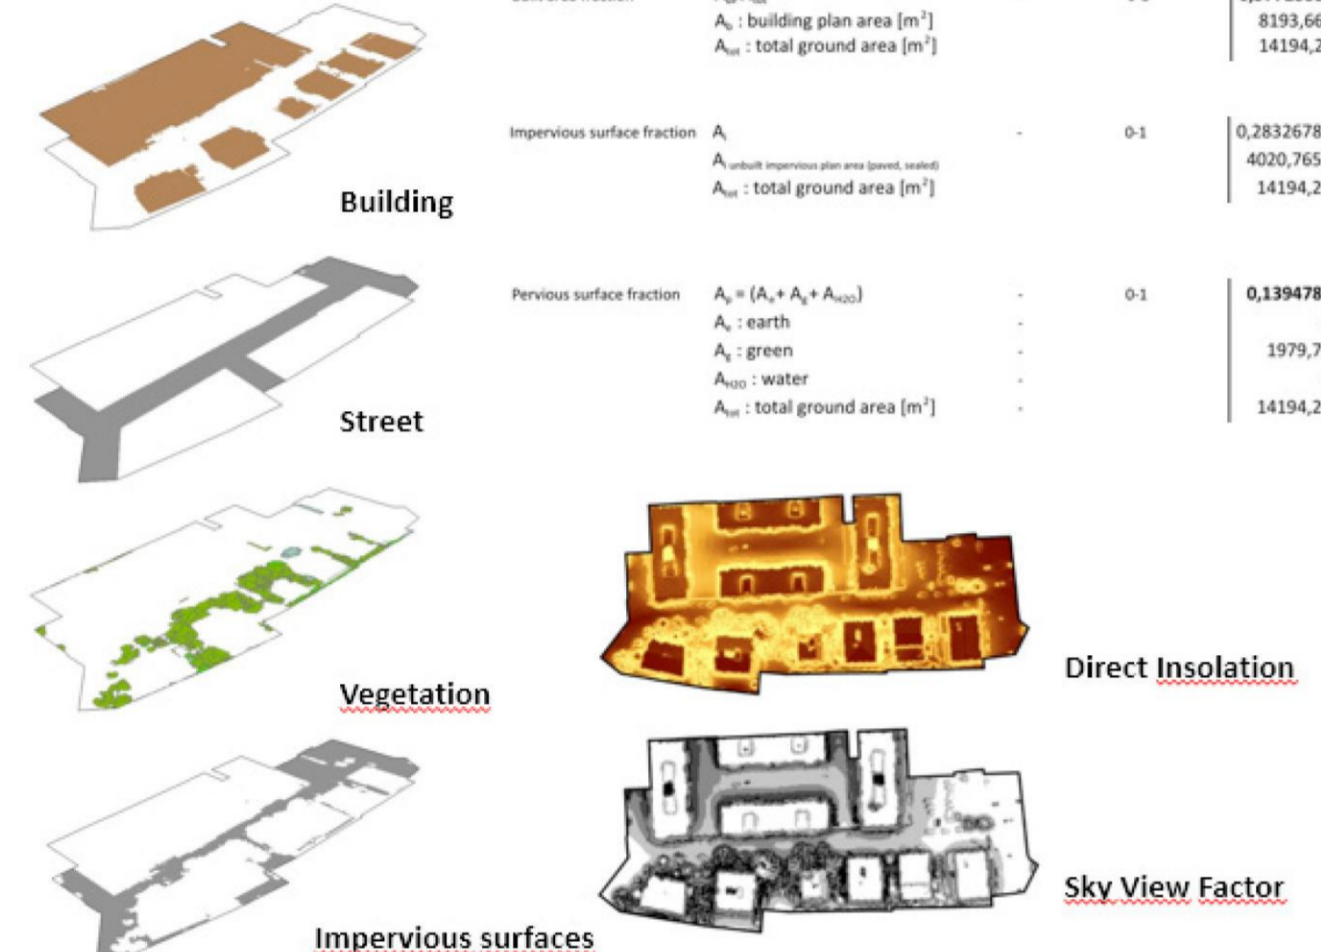 A_b : building plan area [m²] 8193,66
A_tot : total ground area [m²] 14194,2
Building
Impervious surface fraction A_i - 0-1 0,2832678
A_i unbuilt impervious plan area (paved, sealed) 4020,765
A_tot : total ground area [m²] 14194,2
Street
Pervious surface fraction A_p = (A_e + A_g + A_H2O) - 0-1 0,139478
A_e : earth -
A_g : green - 1979,7
A_H2O : water -
A_tot : total ground area [m²] - 14194,2
Vegetation
Direct Insolation
Impervious surfaces
Sky View Factor